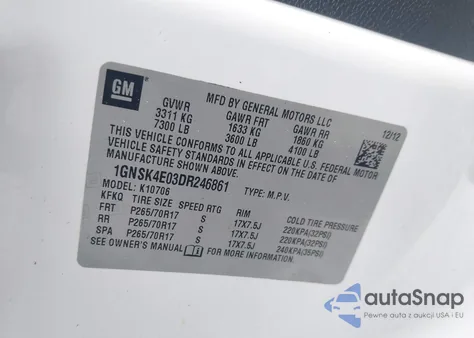 GM
MFD BY GENERAL MOTORS LLC
12/12
GVWR GAWR FRT GAWR RR
3311 KG 1633 KG 1860 KG
7300 LB 3600 LB 4100 LB
THIS VEHICLE CONFORMS TO ALL APPLICABLE U.S. FEDERAL MOTOR
VEHICLE SAFETY STANDARDS IN EFFECT ON THE DATE OF
MANUFACTURE SHOWN ABOVE.
1GNSK4E03DR246861 TYPE: M.P.V.
MODEL: K10706
KFKQ TIRE SIZE SPEED RTG RIM COLD TIRE PRESSURE
FRT P265/70R17 S 17X7.5J 220KPA(32PSI)
RR P265/70R17 S 17X7.5J 220KPA(32PSI)
SPA P265/70R17 S 17X7.5J 240KPA(35PSI)
SEE OWNER'S MANUAL FOR ADDITIONAL INFORMATION.
autoSnap
Pewne auta z aukcji USA i EU